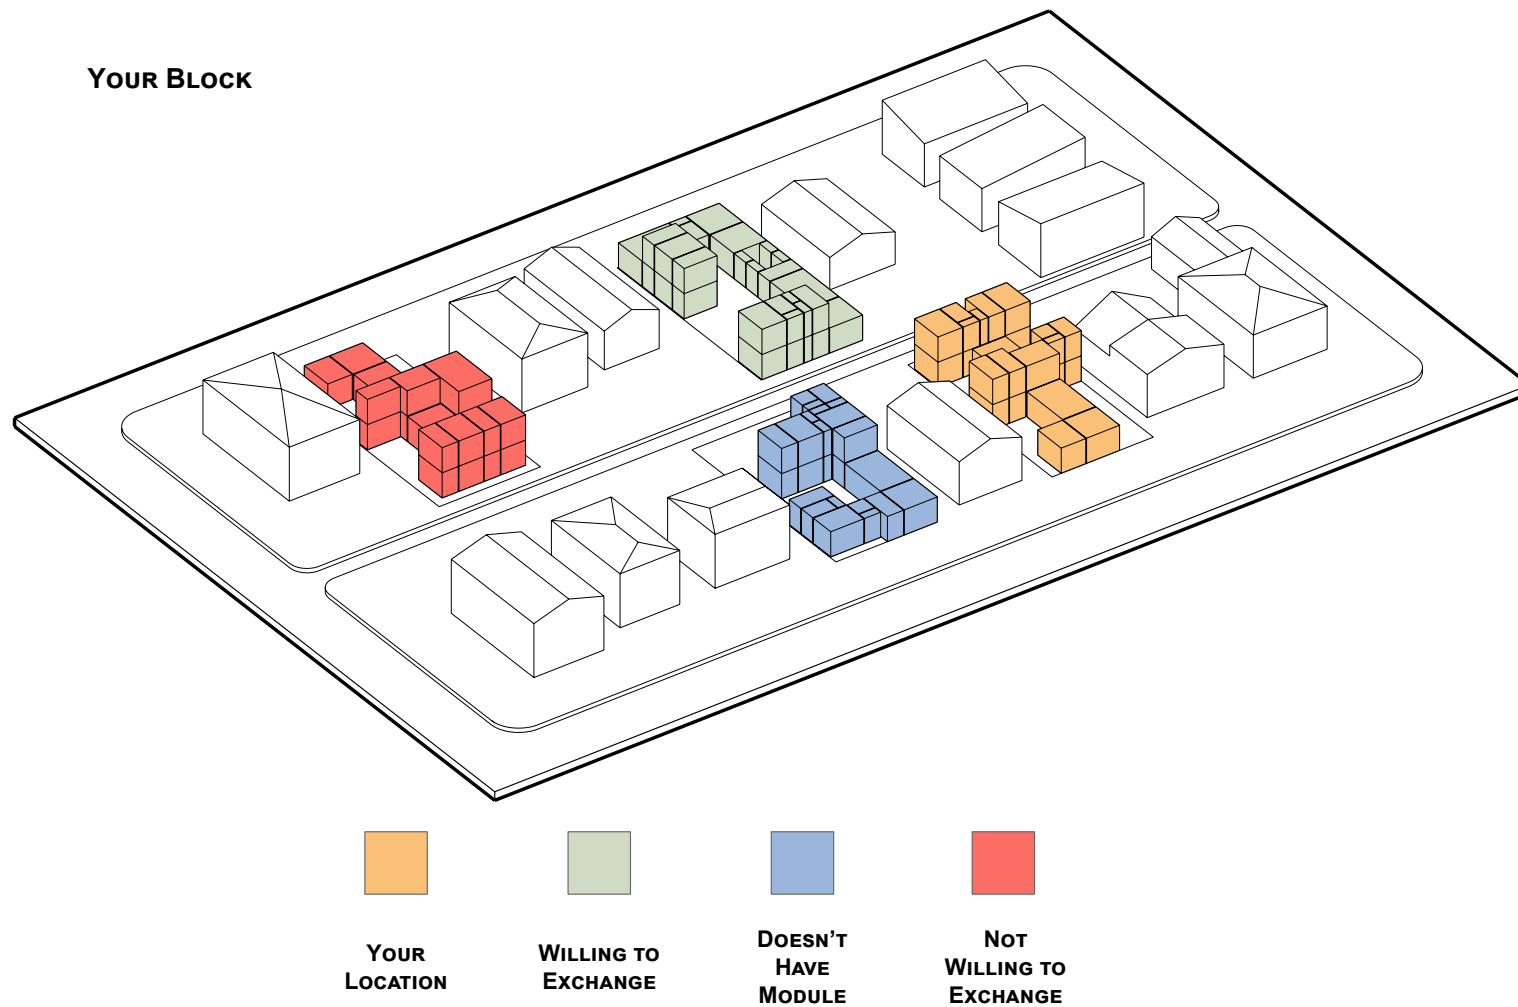 Your Block
Your
Location
Willing to
Exchange
Doesn't
Have
Module
Not
Willing to
Exchange